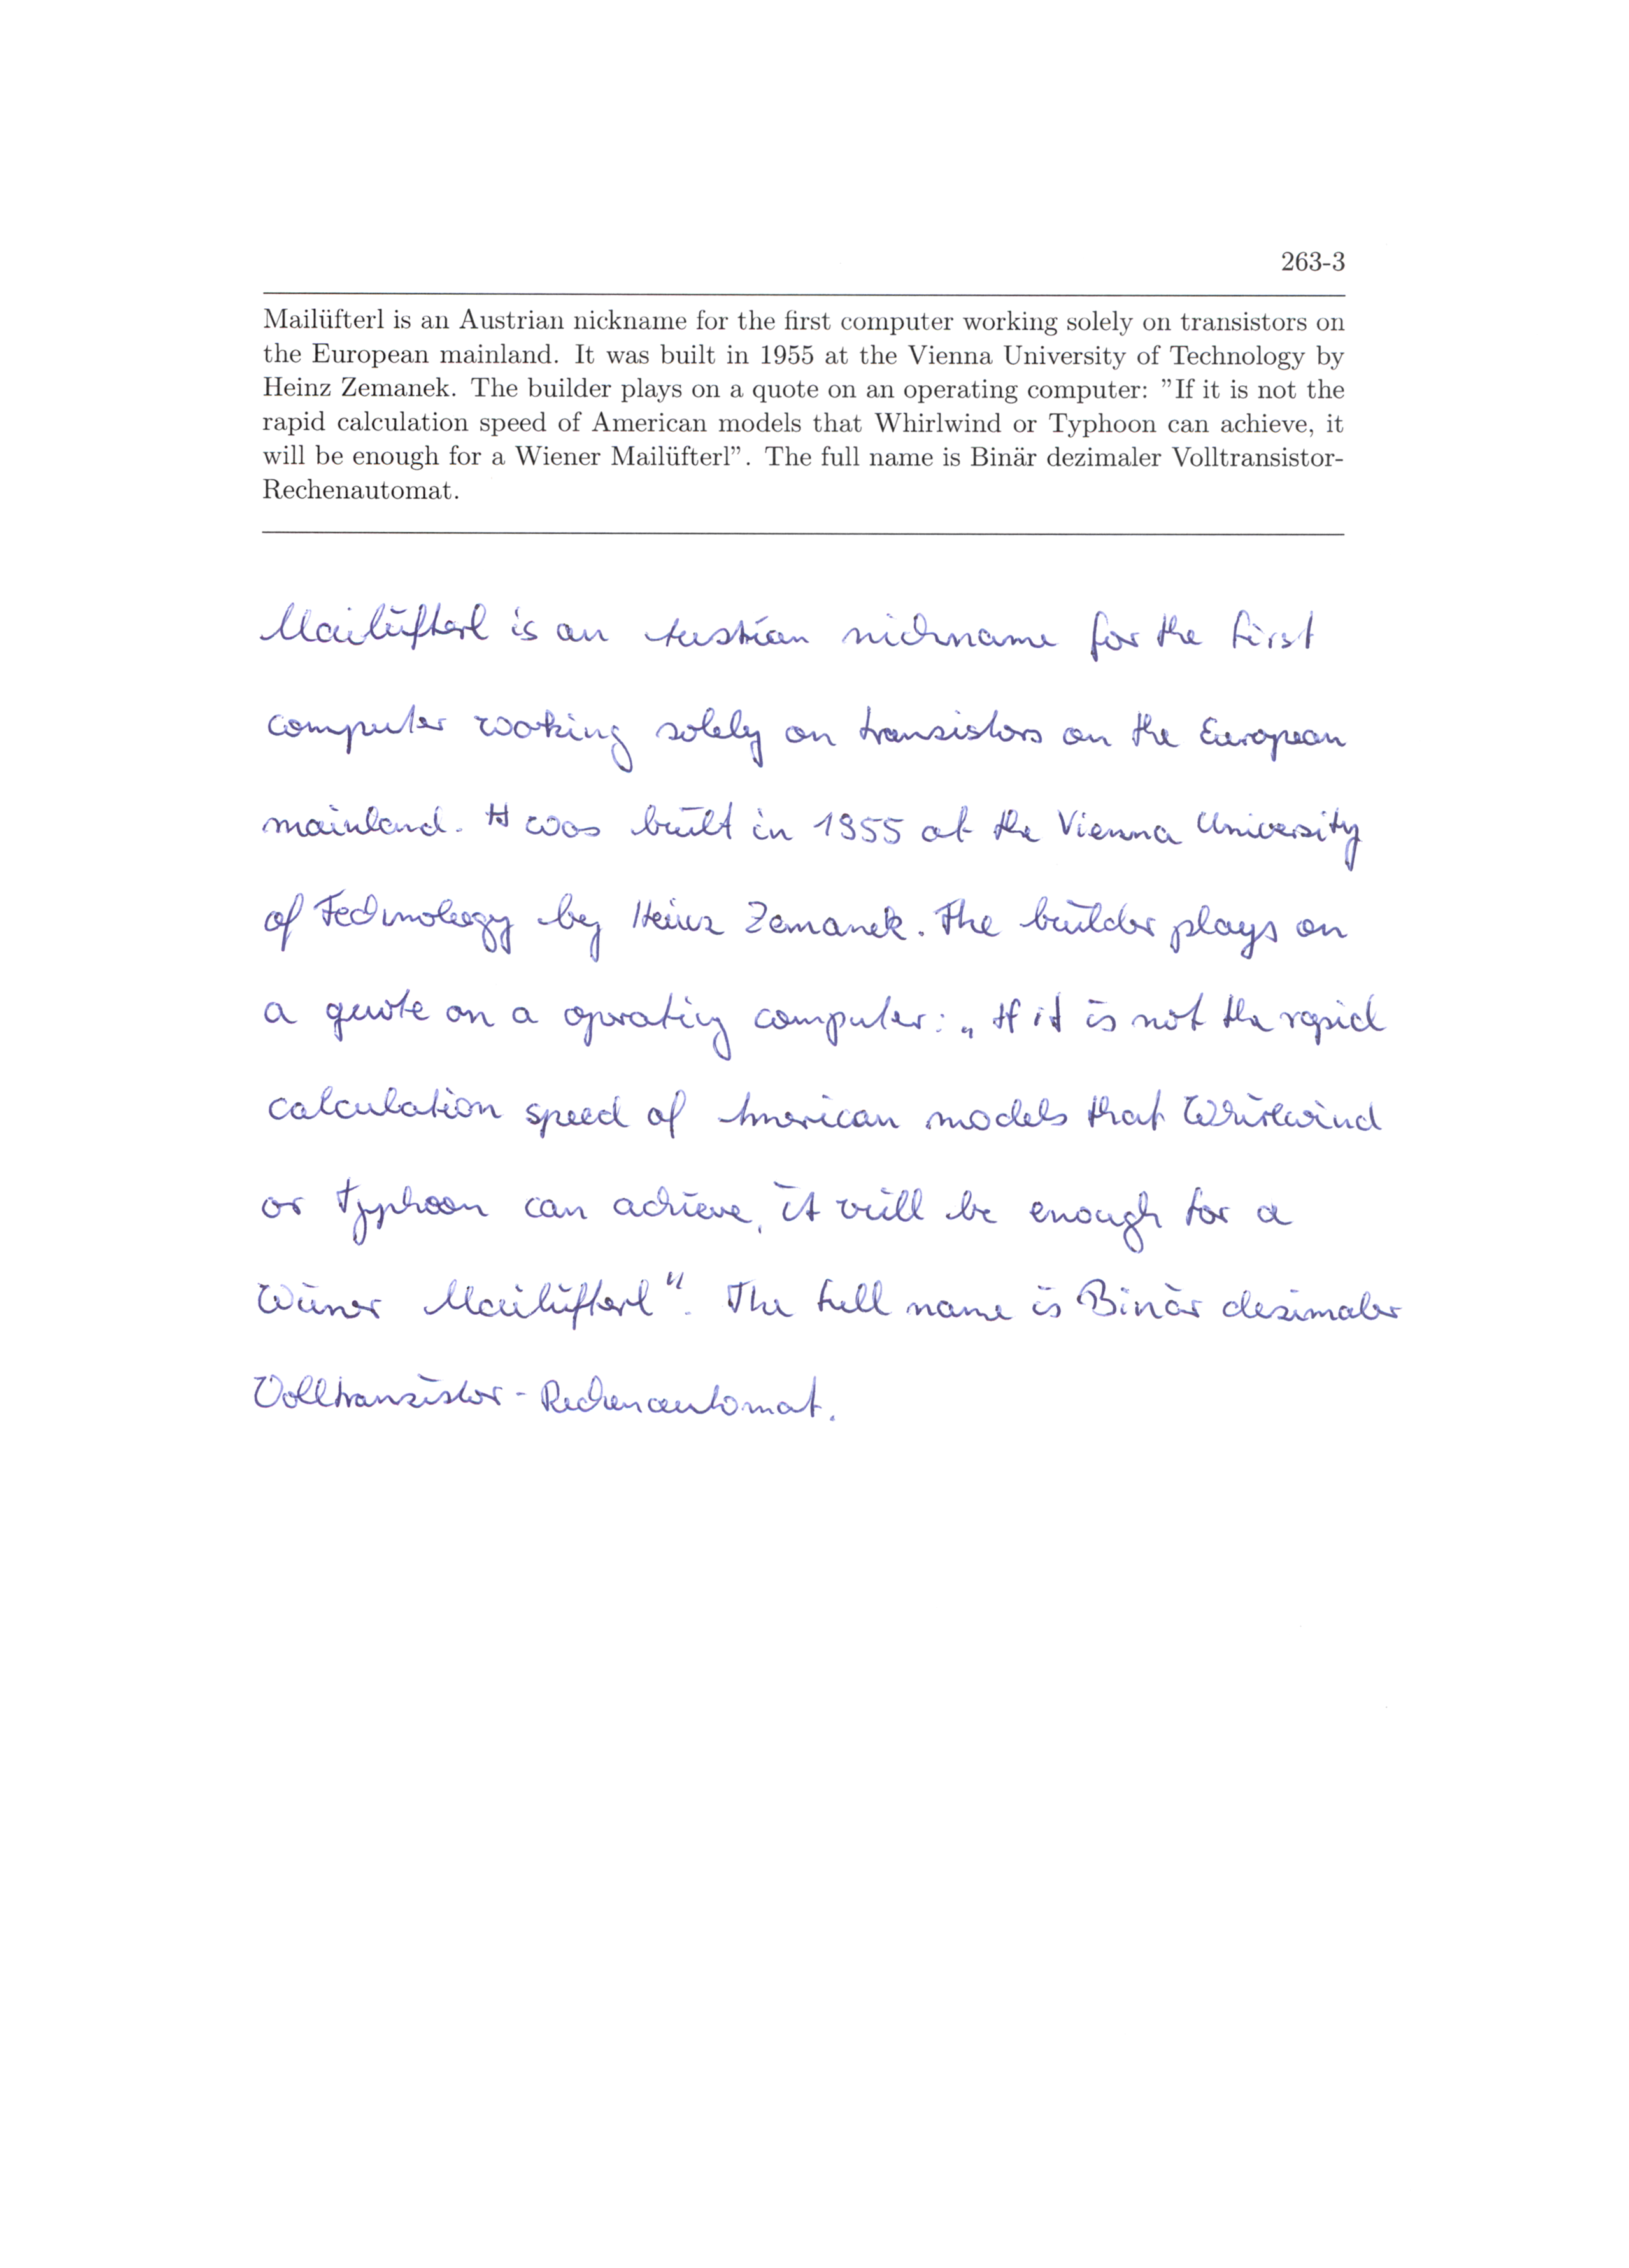 263-3
Mailüfterl is an Austrian nickname for the first computer working solely on transistors on
the European mainland. It was built in 1955 at the Vienna University of Technology by
Heinz Zemanek. The builder plays on a quote on an operating computer: "If it is not the
rapid calculation speed of American models that Whirlwind or Typhoon can achieve, it
will be enough for a Wiener Mailüfterl". The full name is Binär dezimaler Volltransistor-
Rechenautomat.
Mailüfterl is an Austrian nickname for the first
computer working solely on transistors on the European
mainland. It was built in 1955 at the Vienna University
of Technology by Heinz Zemanek. The builder plays on
a quote on a operating computer: „If it is not the rapid
calculation speed of American models that Whirlwind
or Typhoon can achieve, it will be enough for a
Wiener Mailüfterl". The full name is Binär dezimaler
Volltransistor-Rechenautomat.